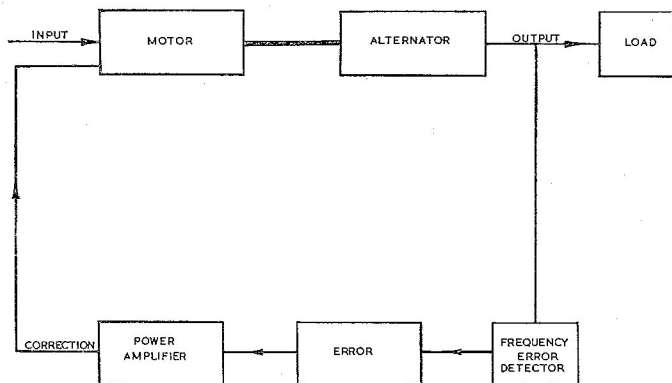 INPUT
MOTOR
ALTERNATOR
OUTPUT
LOAD
CORRECTION
POWER
AMPLIFIER
ERROR
FREQUENCY
ERROR
DETECTOR